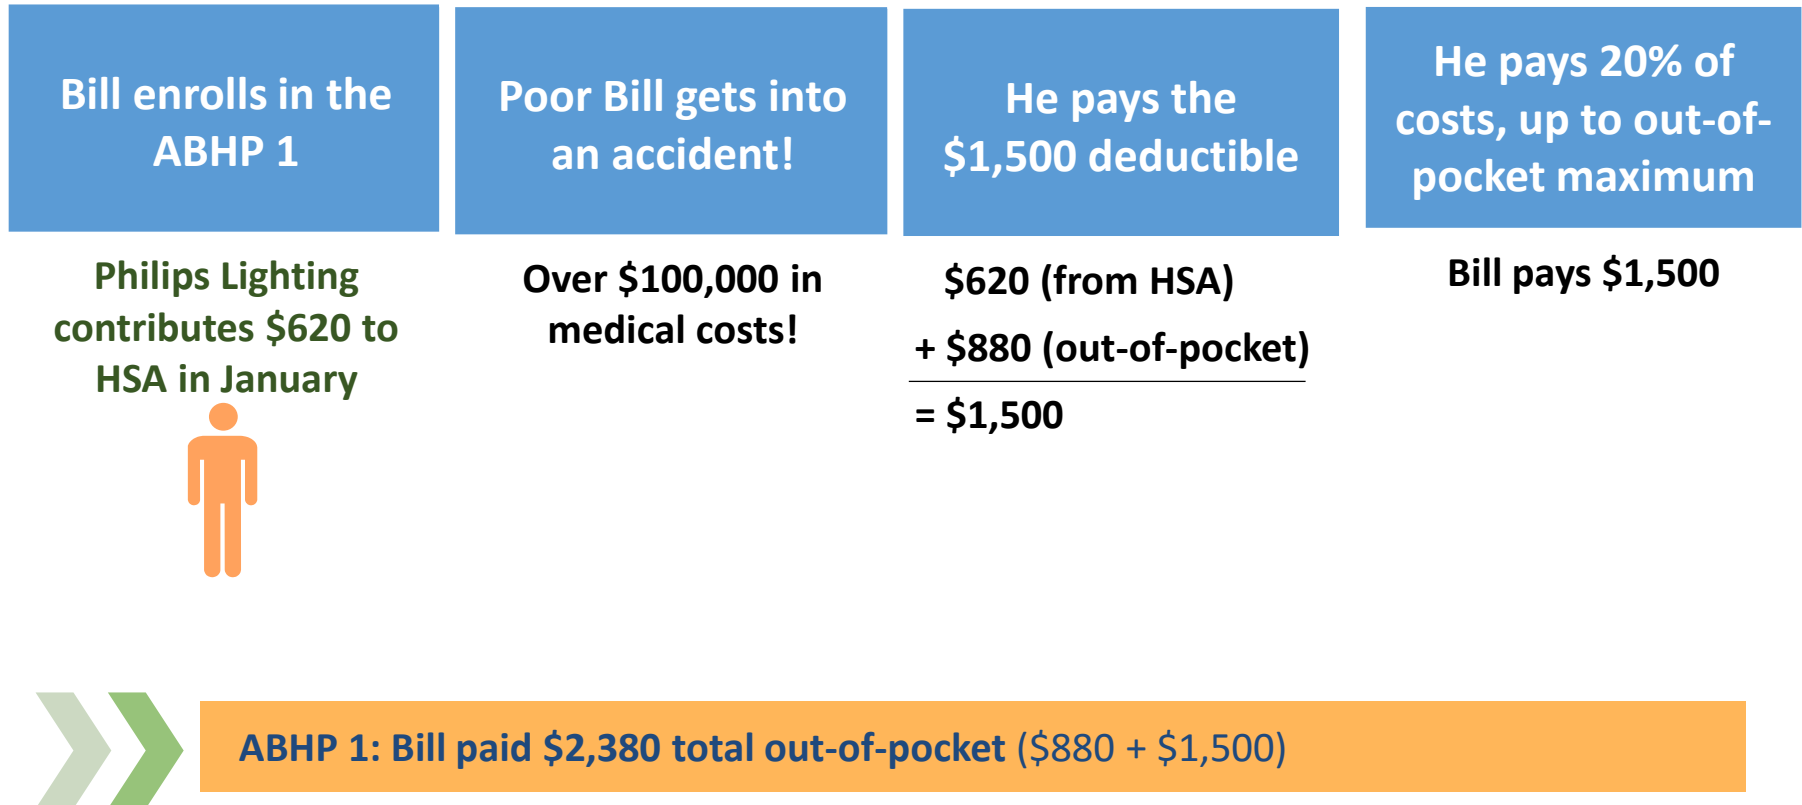 Bill enrolls in the
ABHP 1
Poor Bill gets into
an accident!
He pays the
$1,500 deductible
He pays 20% of
costs, up to out-of-
pocket maximum
Philips Lighting
contributes $620 to
HSA in January
Over $100,000 in
medical costs!
$620 (from HSA)
+ $880 (out-of-pocket)
= $1,500
Bill pays $1,500
ABHP 1: Bill paid $2,380 total out-of-pocket ($880 + $1,500)